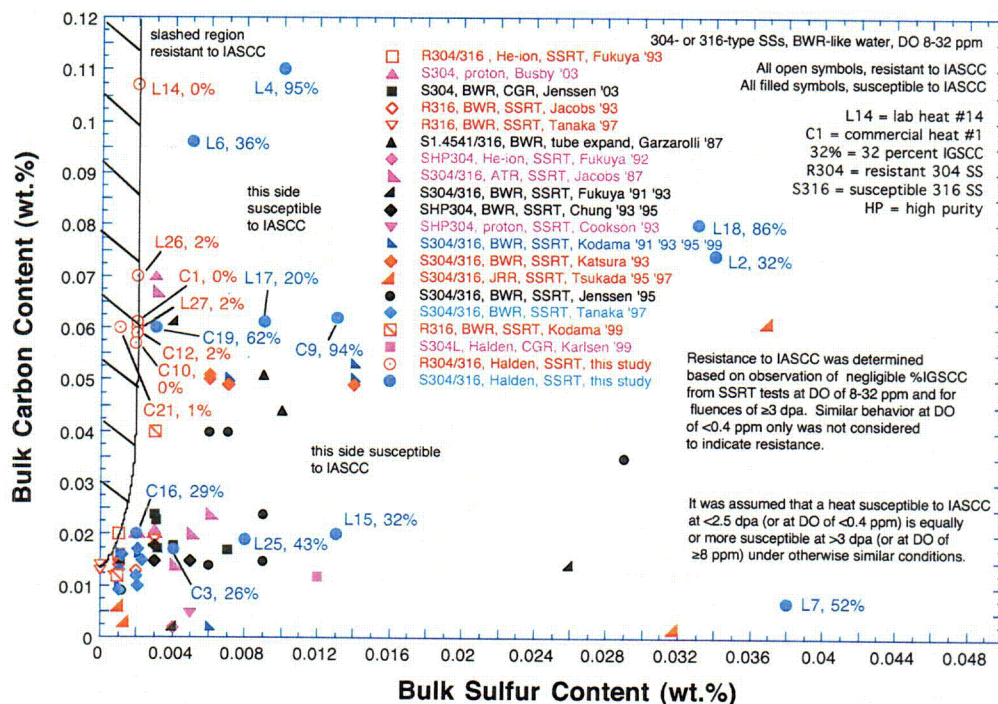 slashed region
resistant to IASCC
304- or 316-type SSs, BWR-like water, DO 8-32 ppm
All open symbols, resistant to IASCC
All filled symbols, susceptible to IASCC
L14 = lab heat #14
C1 = commercial heat #1
32% = 32 percent IGSCC
R304 = resistant 304 SS
S316 = susceptible 316 SS
HP = high purity
R304/316 , He-ion, SSRT, Fukuya '93
S304, proton, Busby '03
S304, BWR, CGR, Jenssen '03
R316, BWR, SSRT, Jacobs '93
R316, BWR, SSRT, Tanaka '97
S1.4541/316, BWR, tube expand, Garzarolli '87
SHP304, He-ion, SSRT, Fukuya '92
S304/316, ATR, SSRT, Jacobs '87
S304/316, BWR, SSRT, Fukuya '91 '93
SHP304, BWR, SSRT, Chung '93 '95
SHP304, proton, SSRT, Cookson '93
S304/316, BWR, SSRT, Kodama '91 '93 '95 '99
S304/316, BWR, SSRT, Katsura '93
S304/316, JRR, SSRT, Tsukada '95 '97
S304/316, BWR, SSRT, Jenssen '95
S304/316, BWR, SSRT, Tanaka '97
R316, BWR, SSRT, Kodama '99
S304L, Halden, CGR, Karlsen '99
R304/316, Halden, SSRT, this study
S304/316, Halden, SSRT, this study
L14, 0%
L4, 95%
L6, 36%
this side
susceptible
to IASCC
L18, 86%
L2, 32%
L26, 2%
C1, 0%
L17, 20%
L27, 2%
C19, 62%
C9, 94%
C12, 2%
C10,
0%
C21, 1%
Resistance to IASCC was determined
based on observation of negligible %IGSCC
from SSRT tests at DO of 8-32 ppm and for
fluences of ≥3 dpa. Similar behavior at DO
of <0.4 ppm only was not considered
to indicate resistance.
this side susceptible
to IASCC
C16, 29%
L15, 32%
L25, 43%
C3, 26%
It was assumed that a heat susceptible to IASCC
at <2.5 dpa (or at DO of <0.4 ppm) is equally
or more susceptible at >3 dpa (or at DO of
≥8 ppm) under otherwise similar conditions.
L7, 52%
Bulk Carbon Content (wt.%)
0.12
0.11
0.10
0.09
0.08
0.07
0.06
0.05
0.04
0.03
0.02
0.01
0
0 0.004 0.008 0.012 0.016 0.02 0.024 0.028 0.032 0.036 0.04 0.044 0.048
Bulk Sulfur Content (wt.%)